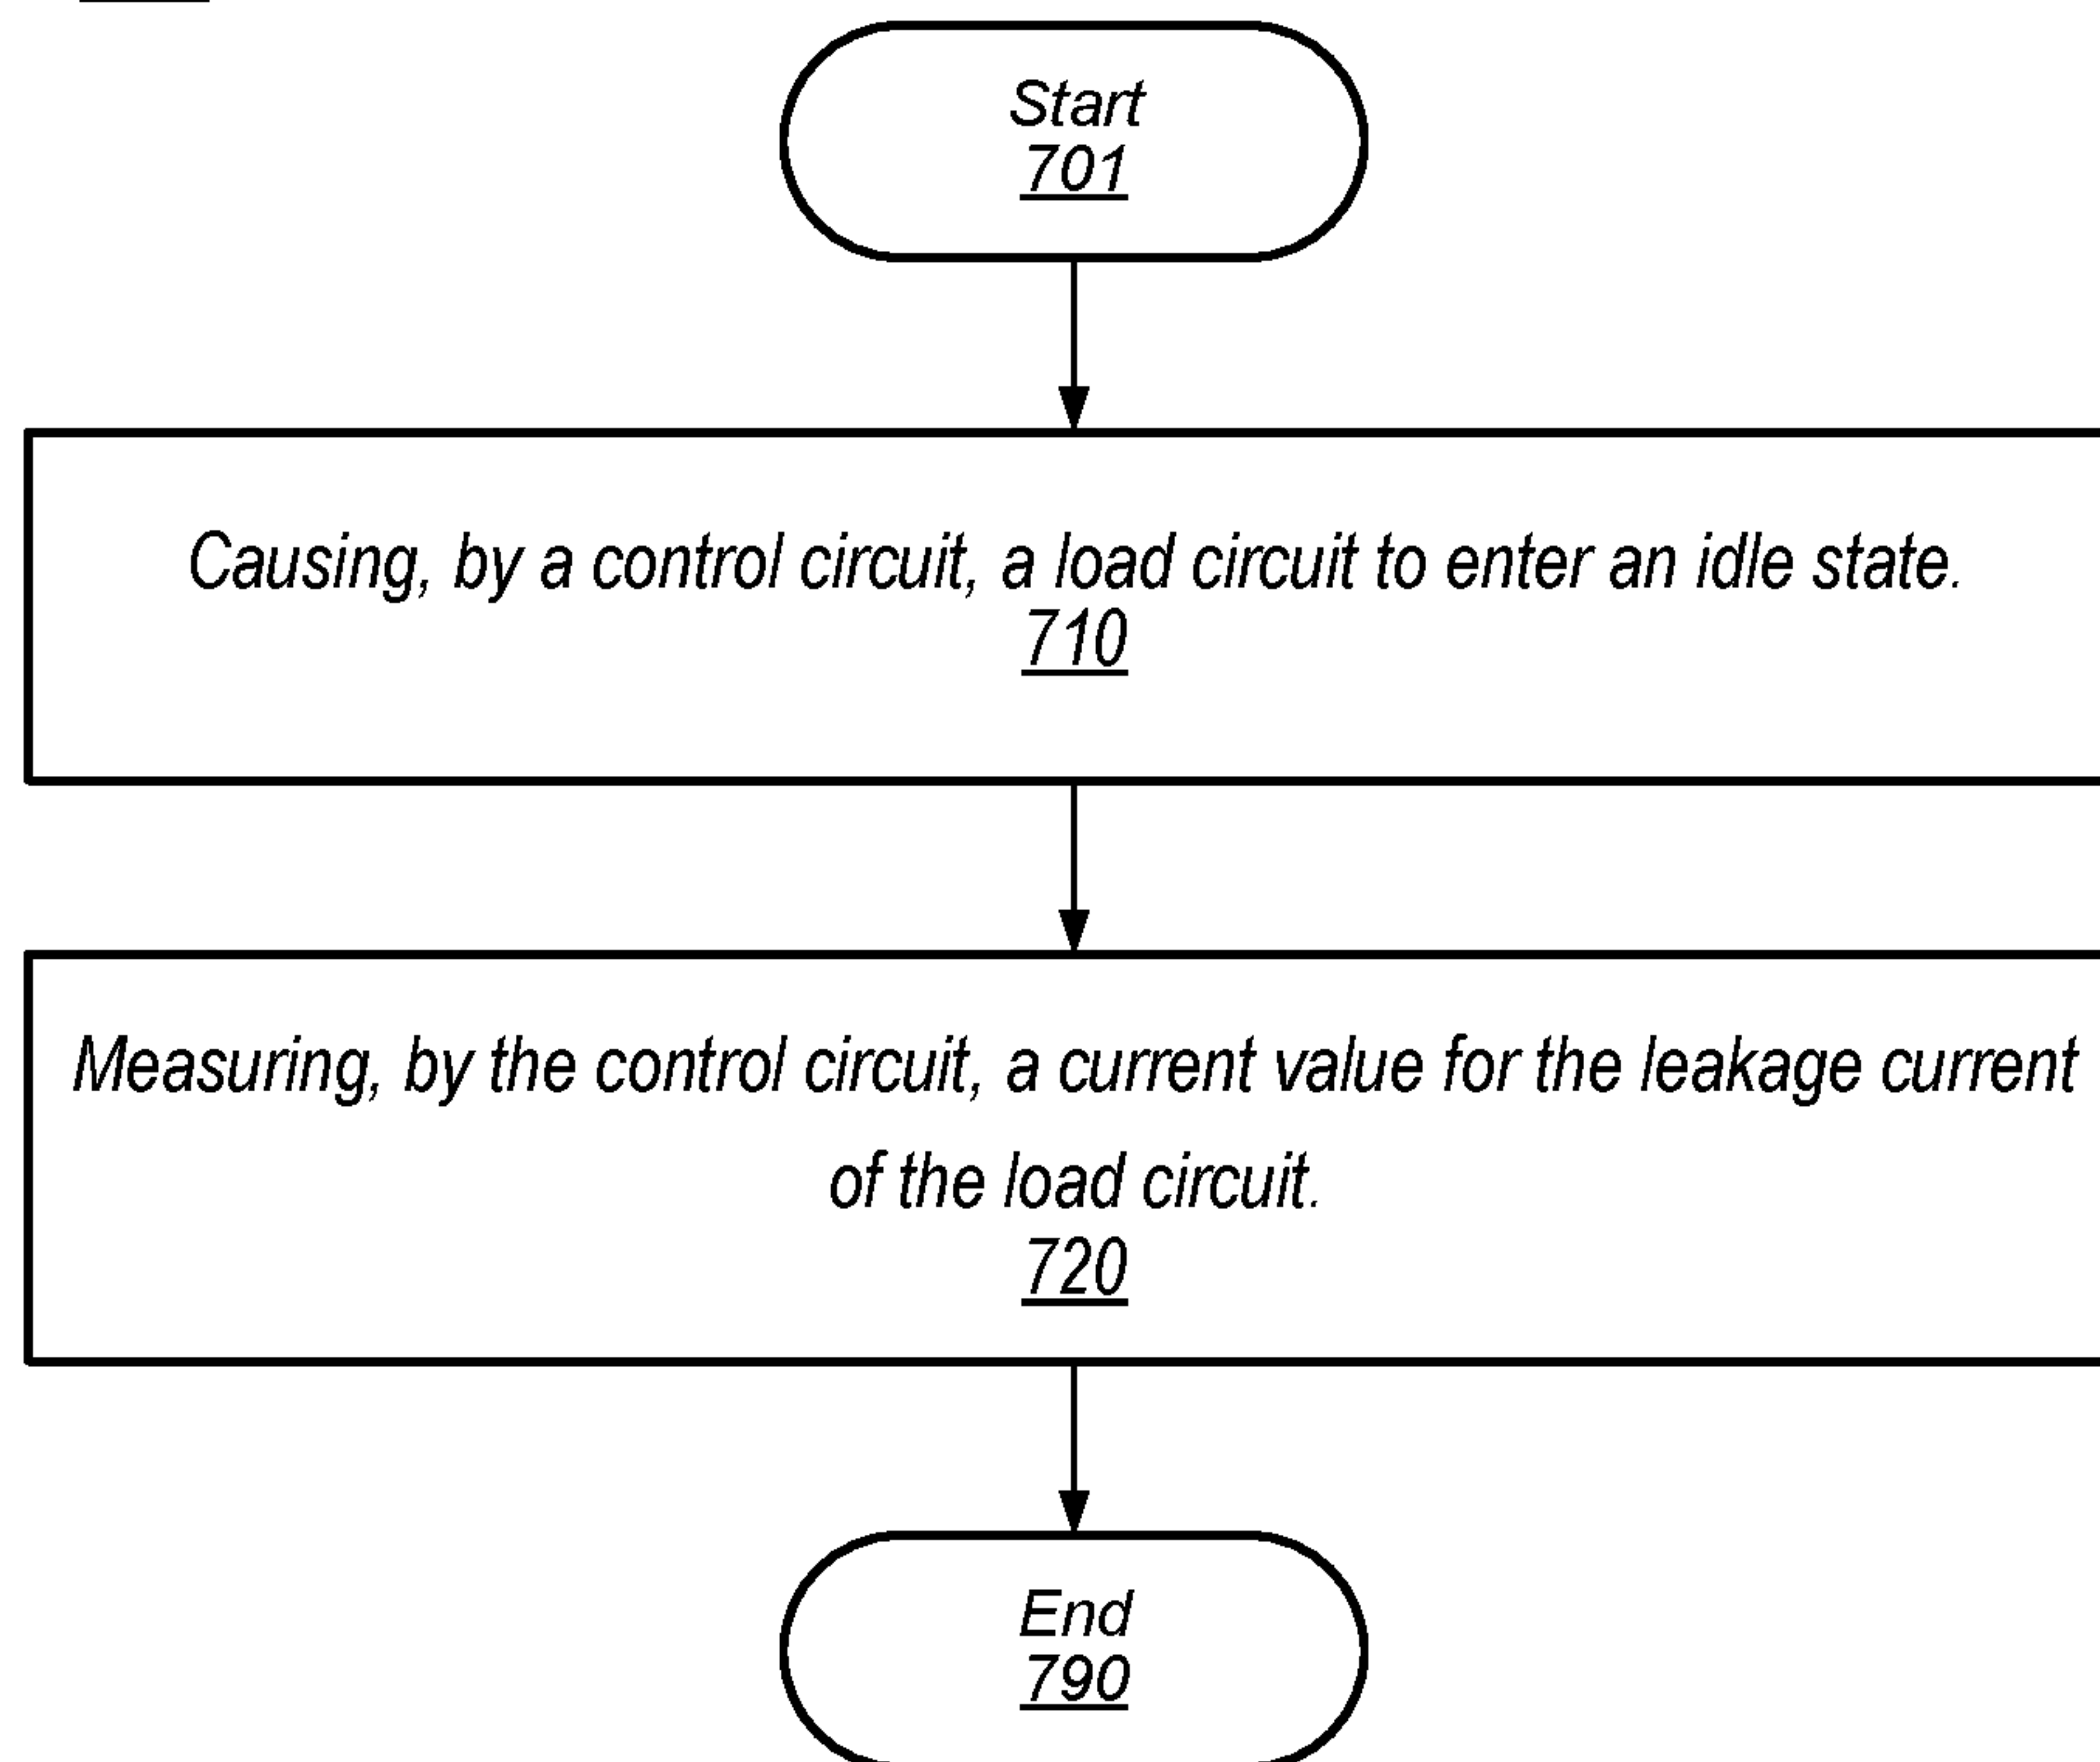 Start
701
Causing, by a control circuit, a load circuit to enter an idle state.
710
Measuring, by the control circuit, a current value for the leakage current
of the load circuit.
720
End
790